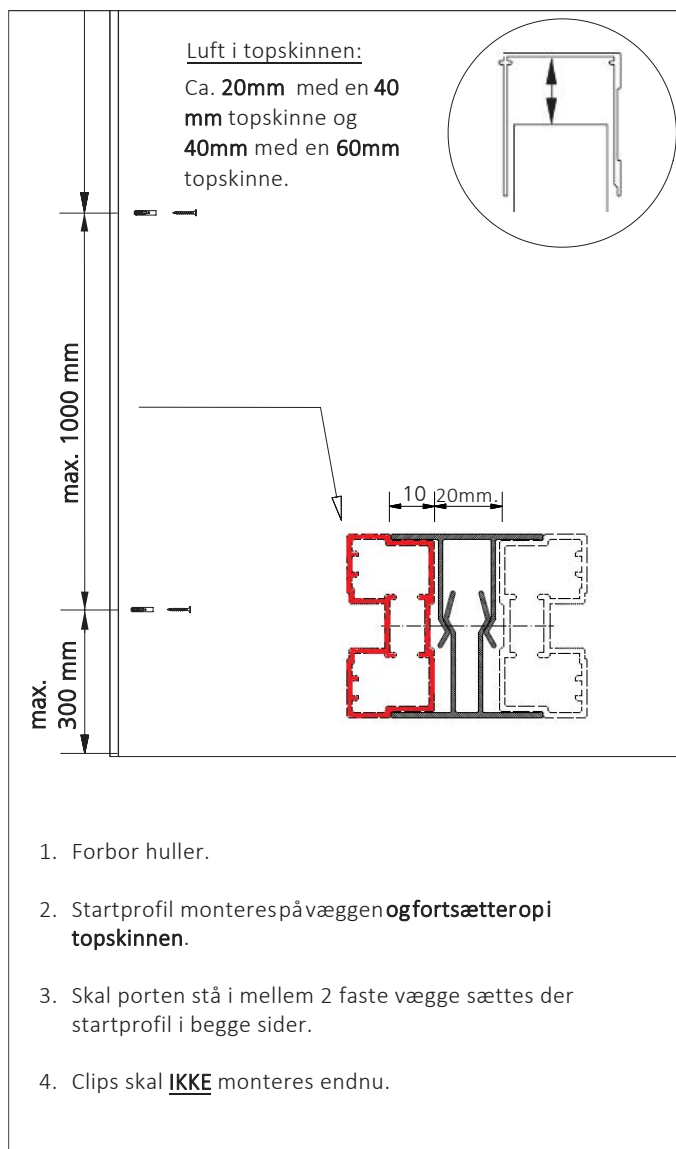 Luft i topskinnen:
Ca. 20mm med en 40
mm topskinne og
40mm med en 60mm
topskinne.
max. 1000 mm
10 20mm.
max.
300 mm
1. Forbor huller.
2. Startprofil monterespåvæggen ogfortsætteropi
topskinnen.
3. Skal porten stå i mellem 2 faste vægge sættes der
startprofil i begge sider.
4. Clips skal IKKE monteres endnu.